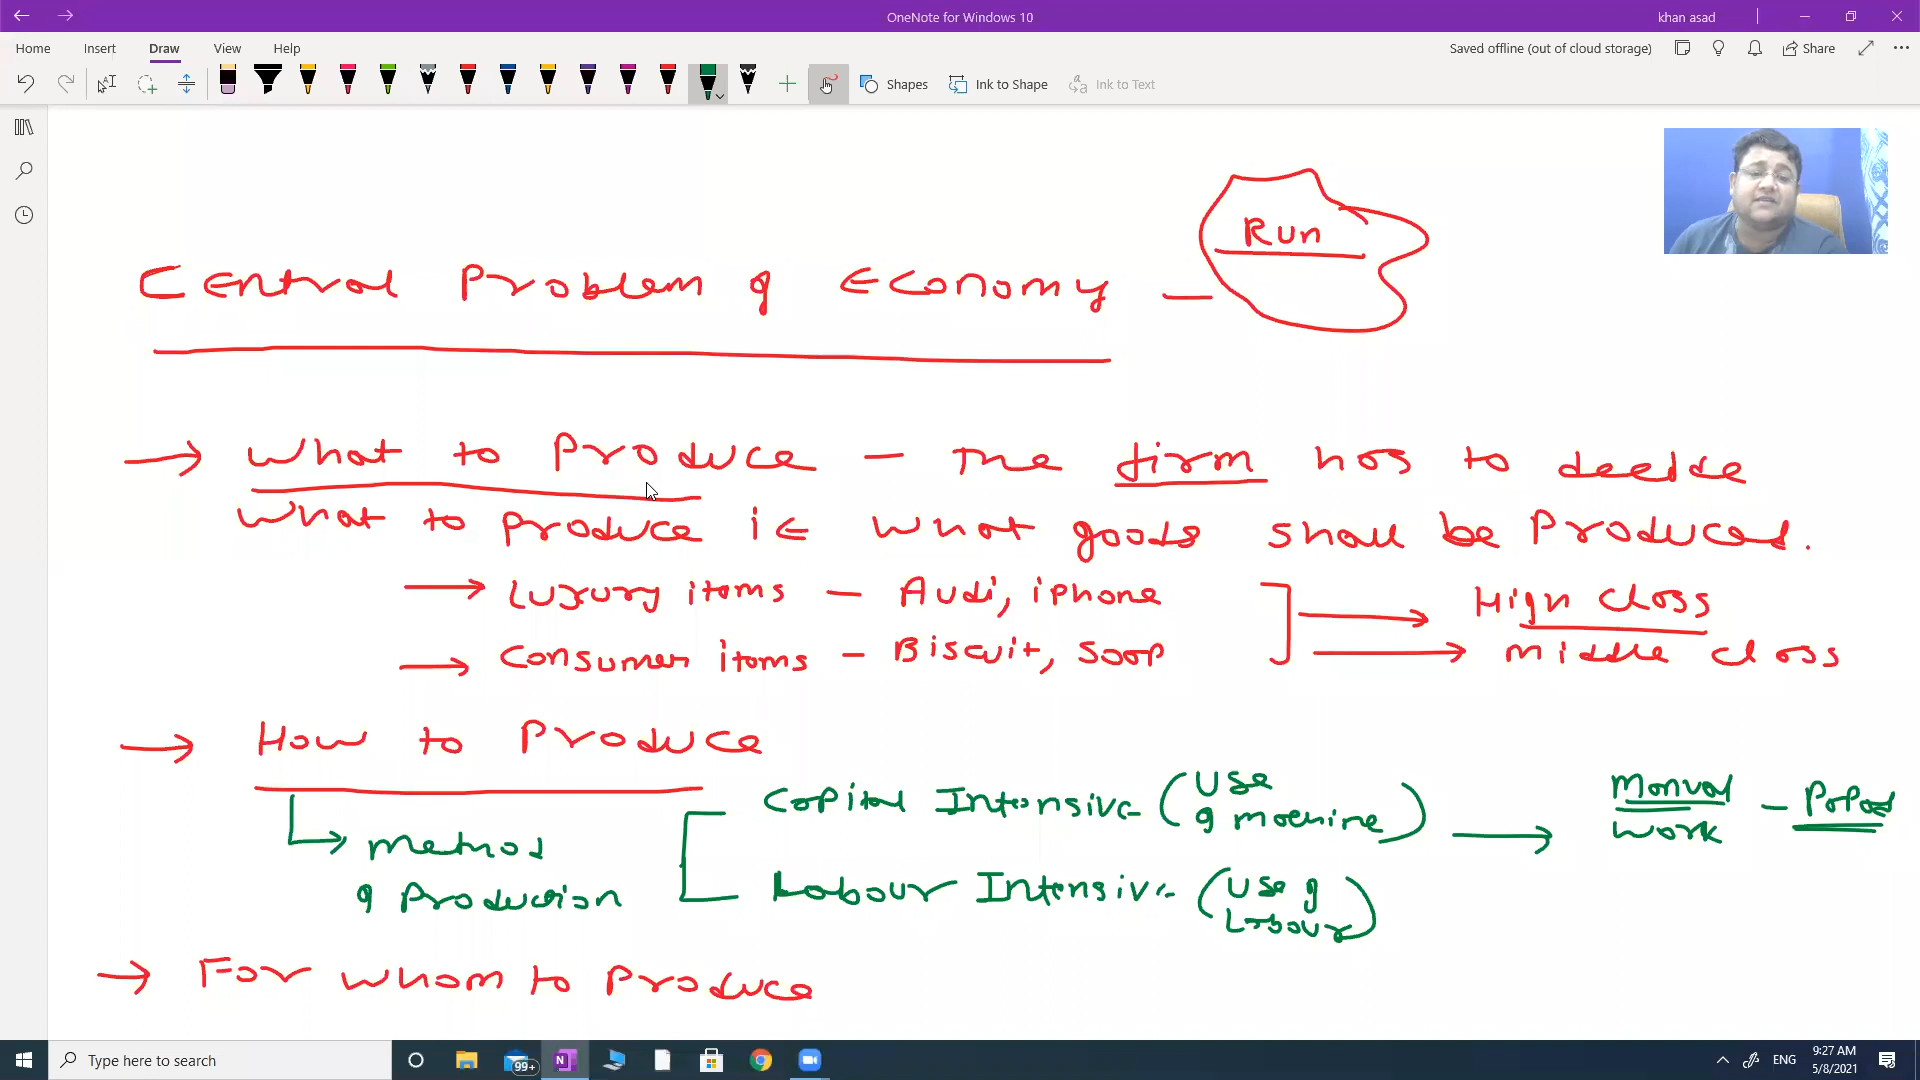 OneNote for Windows 10
khan asad
Home Insert Draw View Help
Saved offline (out of cloud storage)
Share
Shapes
Ink to Shape
Ink to Text
Run
Central Problem of Economy —
→ What to Produce — The firm has to decide
What to produce ie what goods shall be Produced.
→ Luxury items — Audi, iphone
→ High Class
→ Consumer items — Biscuit, Soap
→ middle class
→ How to Produce
Method
of Production
Capital Intensive (Use
of machine)
→ Manual
work
Labour Intensive (Use of
Labour)
→ For whom to Produce
Type here to search
99+
ENG
9:27 AM
5/8/2021